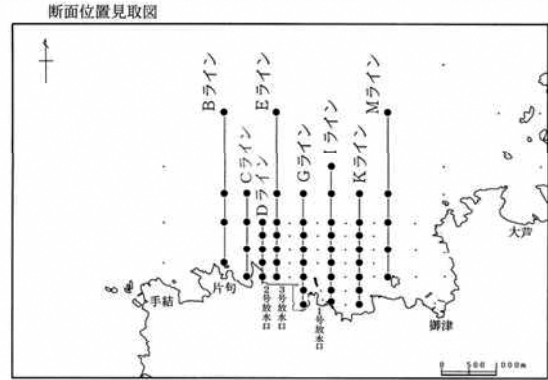 断面位置見取図
Bライン
Cライン
Dライン
Eライン
Gライン
Iライン
Kライン
Mライン
大芦
手結
片句
2号放水口
3号放水口
1号放水口
御津
0 500 1000m